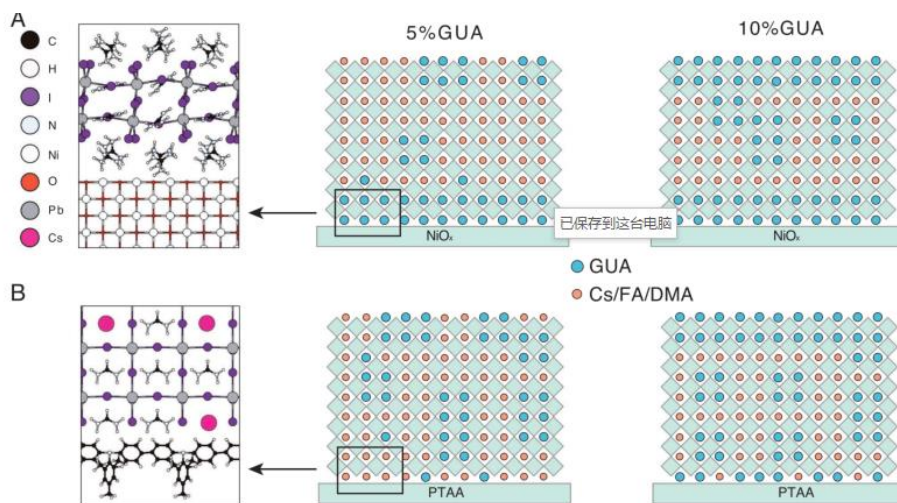 A
5%GUA
10%GUA
C
H
I
N
Ni
O
Pb
Cs
已保存到这台电脑
NiOₓ
NiOₓ
GUA
Cs/FA/DMA
B
PTAA
PTAA